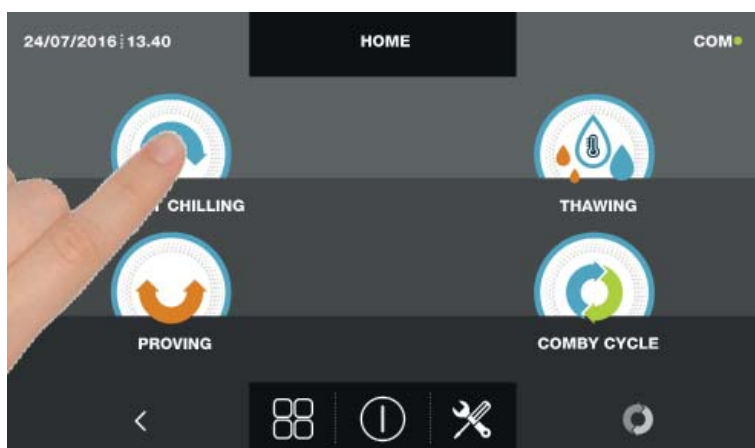 24/07/2016 13.40
HOME
COM
CHILLING
THAWING
PROVING
COMBY CYCLE